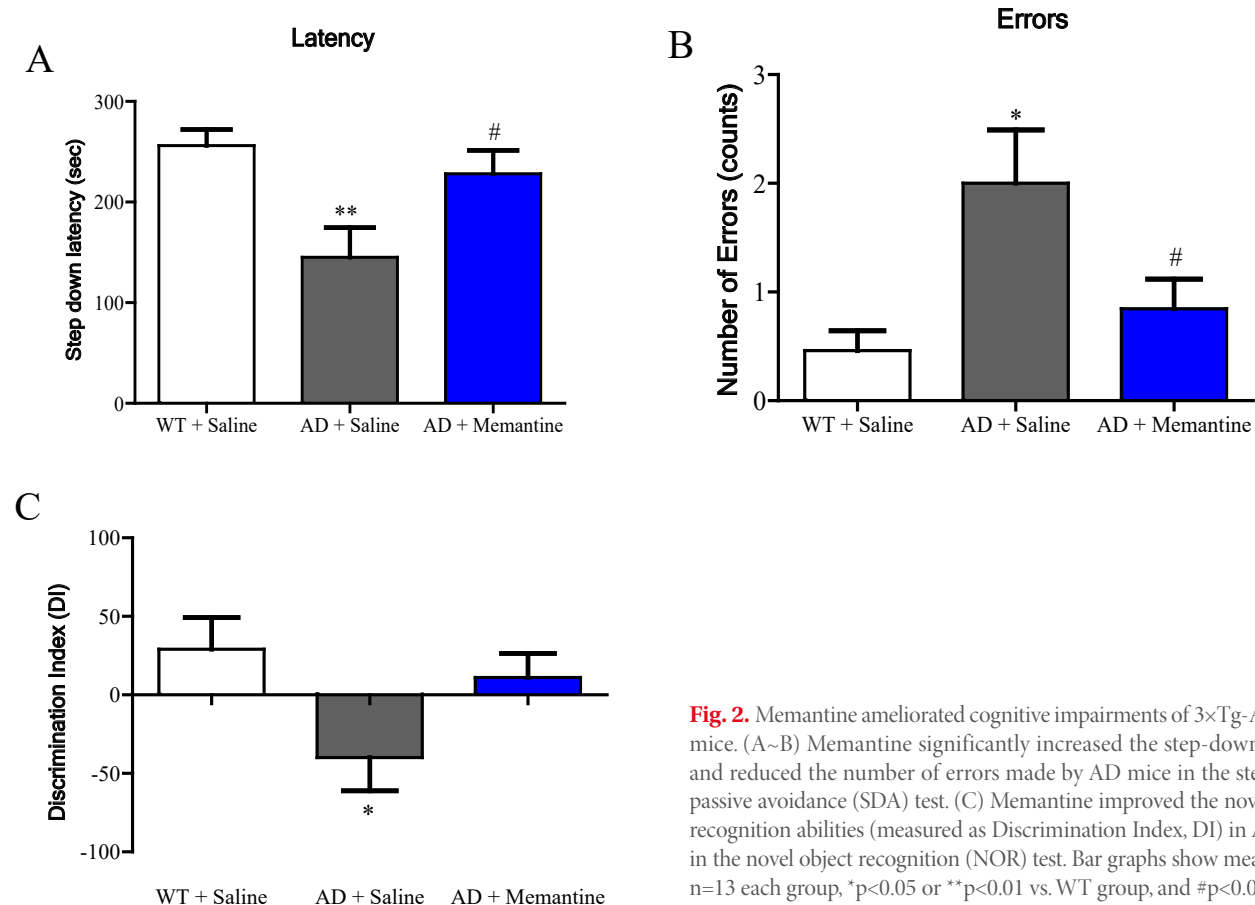 A
Latency
Step down latency (sec)
300
200
100
0
**
#
WT + Saline
AD + Saline
AD + Memantine
B
Errors
Number of Errors (counts)
3
2
1
0
*
#
WT + Saline
AD + Saline
AD + Memantine
C
Discrimination Index (DI)
100
50
0
-50
-100
*
WT + Saline
AD + Saline
AD + Memantine
Fig. 2. Memantine ameliorated cognitive impairments of 3×Tg-A
mice. (A~B) Memantine significantly increased the step-down
and reduced the number of errors made by AD mice in the ste
passive avoidance (SDA) test. (C) Memantine improved the nov
recognition abilities (measured as Discrimination Index, DI) in A
in the novel object recognition (NOR) test. Bar graphs show mea
n=13 each group, *p<0.05 or **p<0.01 vs. WT group, and #p<0.0